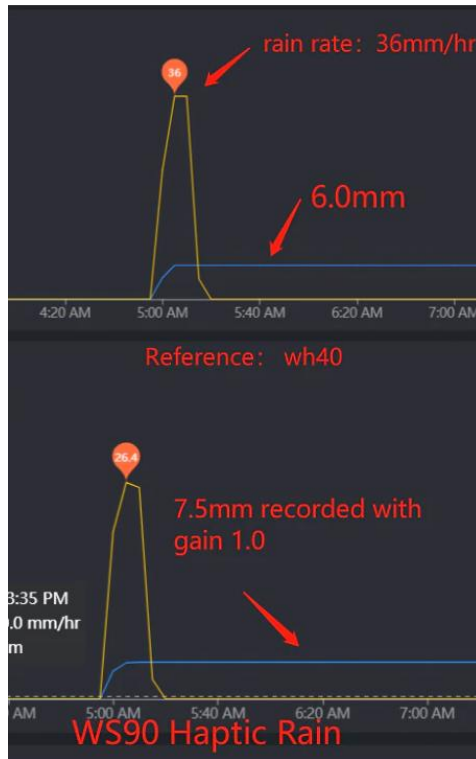 36
rain rate: 36mm/hr
6.0mm
4:20 AM 5:00 AM 5:40 AM 6:20 AM 7:00 AM
Reference: wh40
26.4
7.5mm recorded with
gain 1.0
3:35 PM
.0 mm/hr
m
AM 5:00 AM 5:40 AM 6:20 AM 7:00 AM
WS90 Haptic Rain